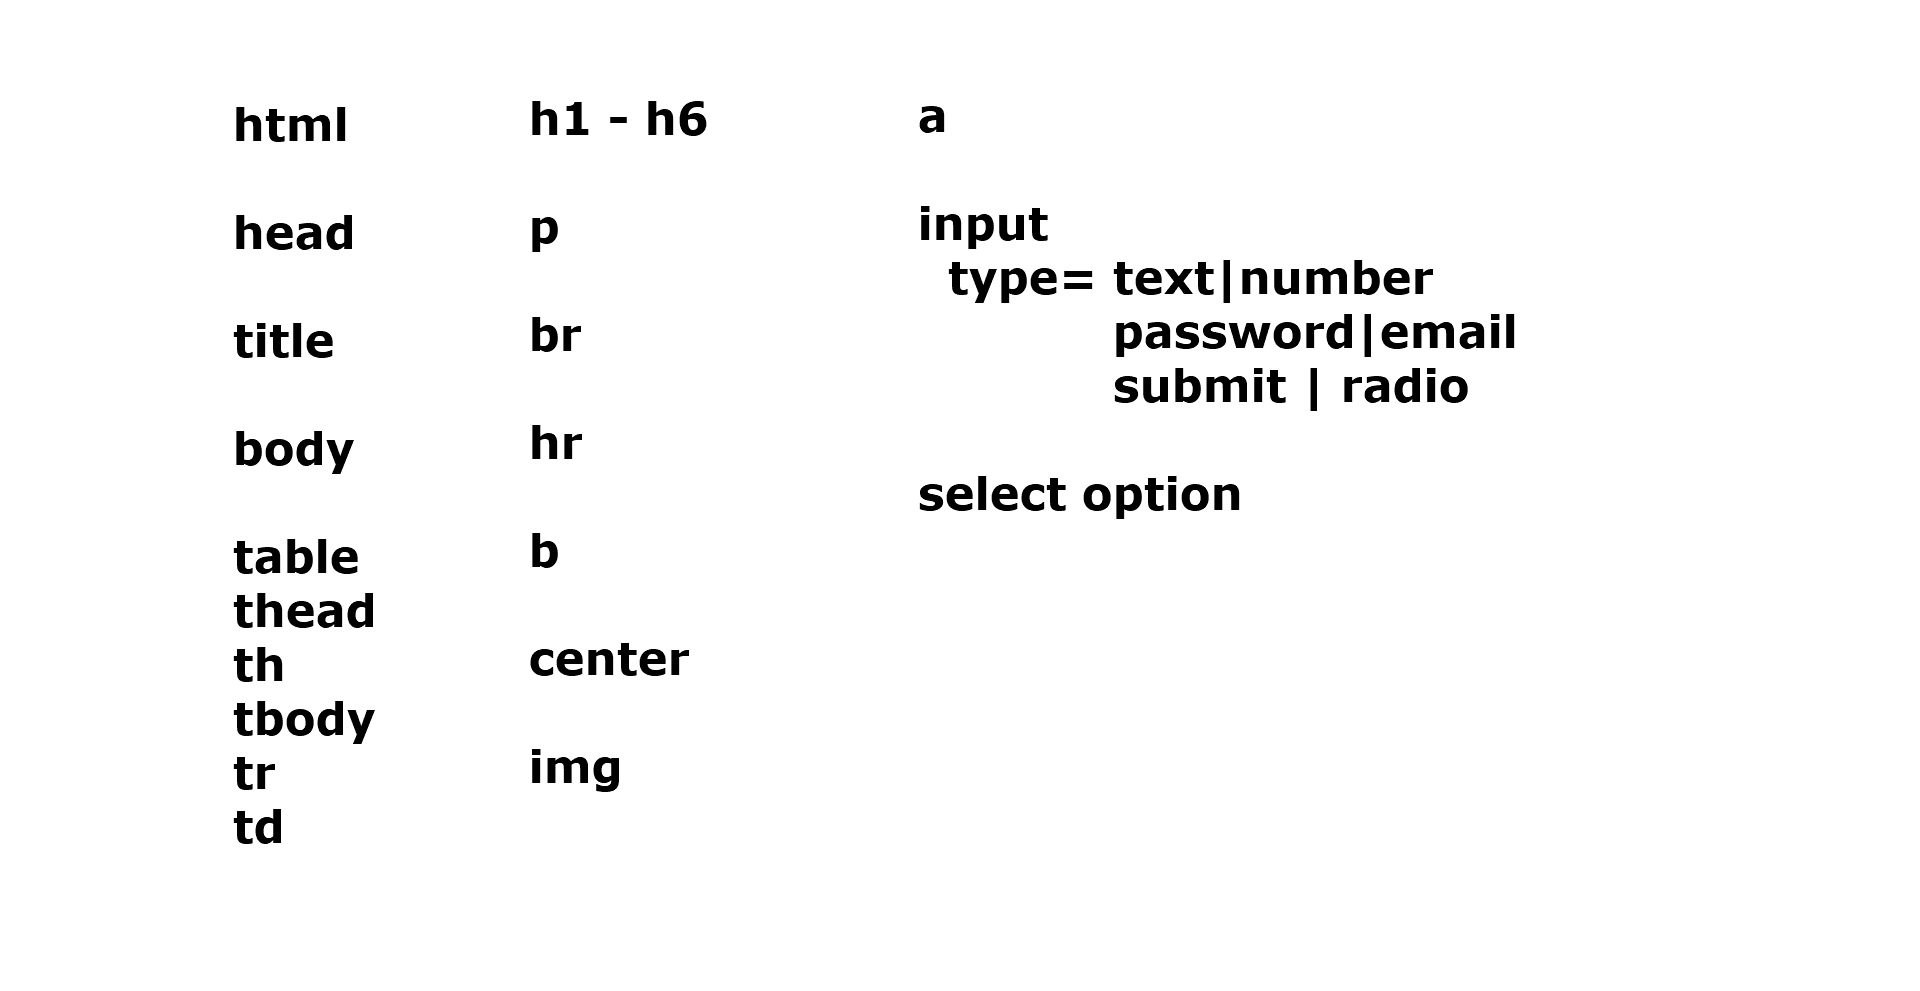 html
head
title
body
table
thead
th
tbody
tr
td
h1 - h6
p
br
hr
b
center
img
a
input
type= text|number
password|email
submit | radio
select option